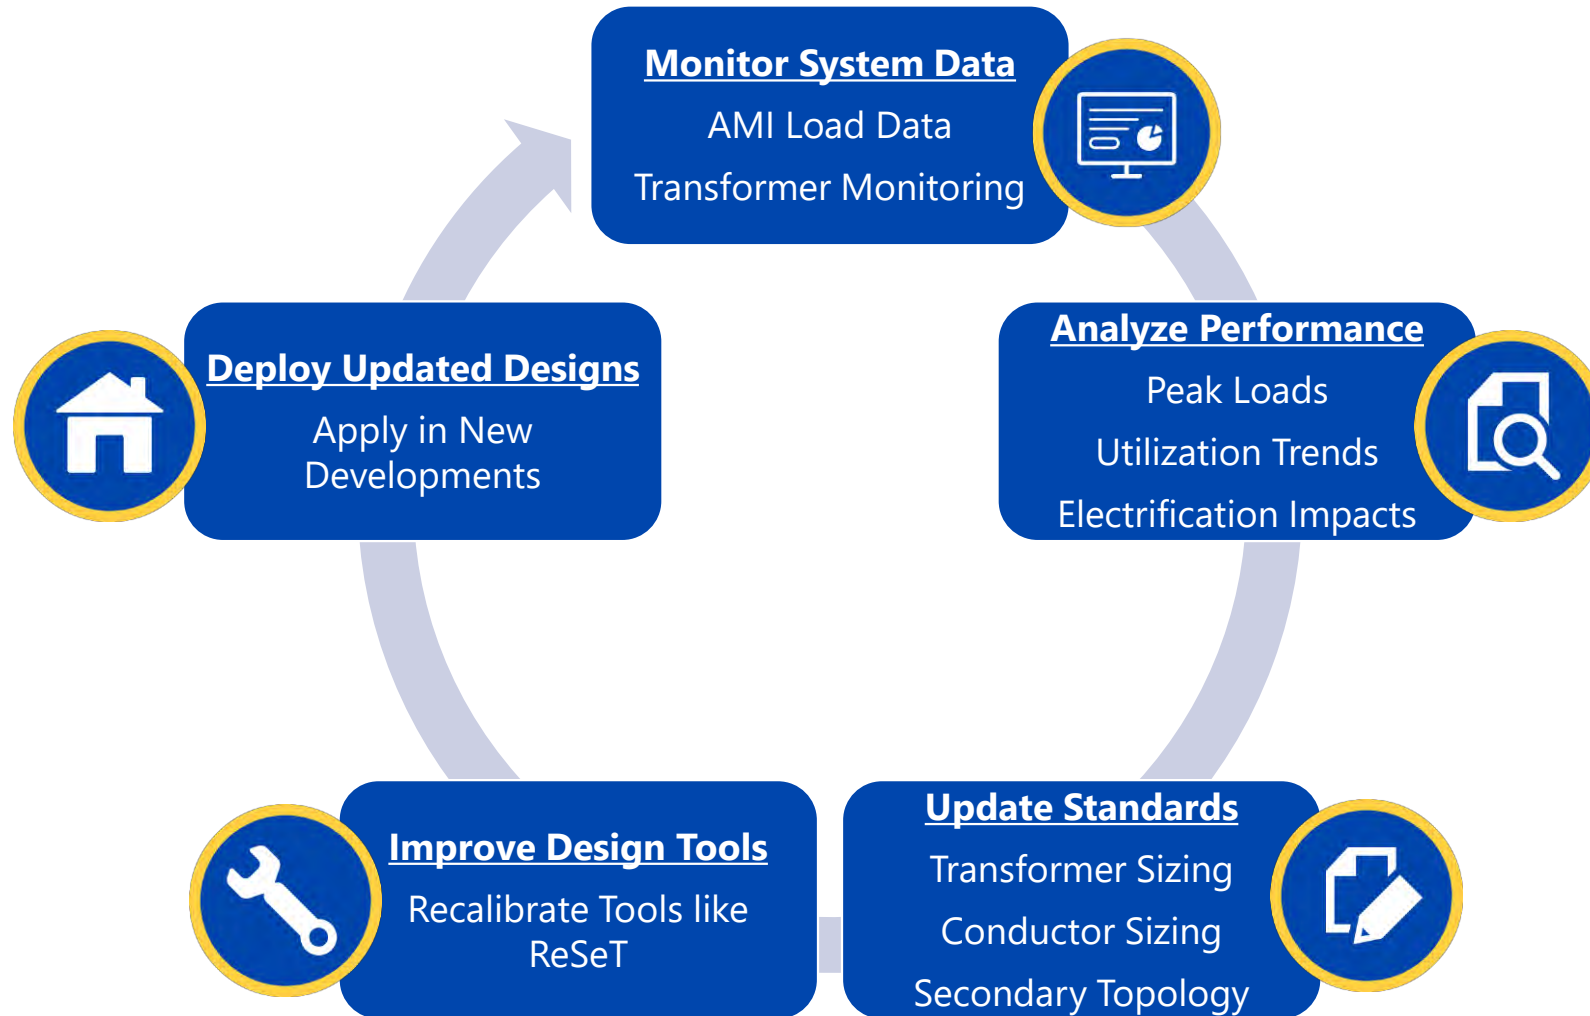 Monitor System Data
AMI Load Data
Transformer Monitoring
Analyze Performance
Peak Loads
Utilization Trends
Electrification Impacts
Update Standards
Transformer Sizing
Conductor Sizing
Secondary Topology
Improve Design Tools
Recalibrate Tools like
ReSeT
Deploy Updated Designs
Apply in New
Developments